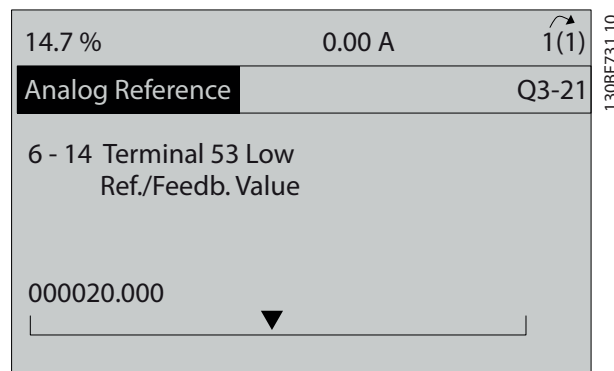 14.7 % 0.00 A 1(1)
Analog Reference Q3-21
6 - 14 Terminal 53 Low
Ref./Feedb. Value
000020.000
130BF731.10